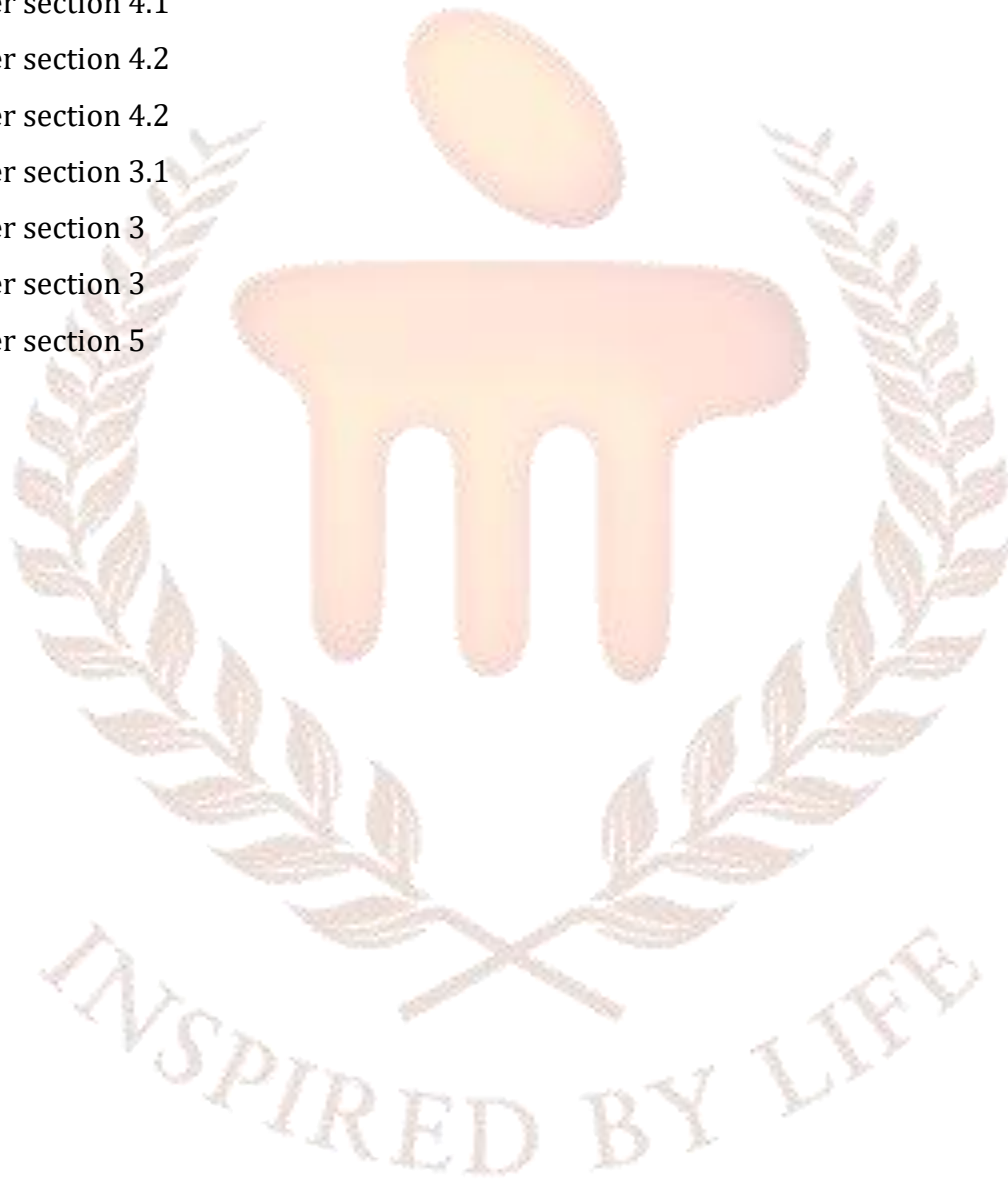 er section 4.1
er section 4.2
er section 4.2
er section 3.1
er section 3
er section 3
er section 5
INSPIRED BY LIFE